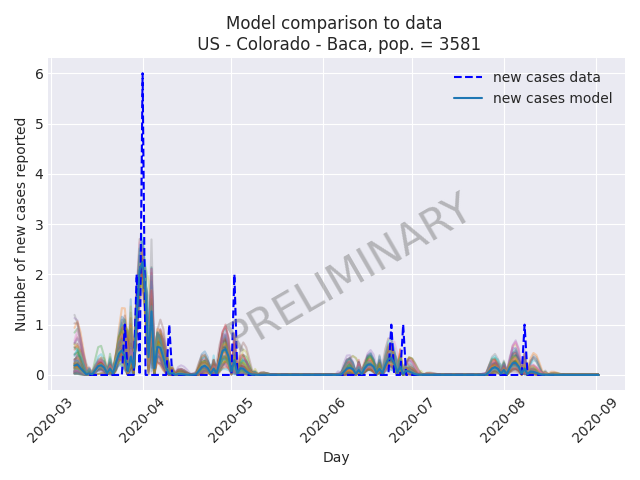 Model comparison to data
US - Colorado - Baca, pop. = 3581
new cases data
new cases model
Number of new cases reported
6
5
4
3
2
1
0
PRELIMINARY
2020-03
2020-04
2020-05
2020-06
2020-07
2020-08
2020-09
Day